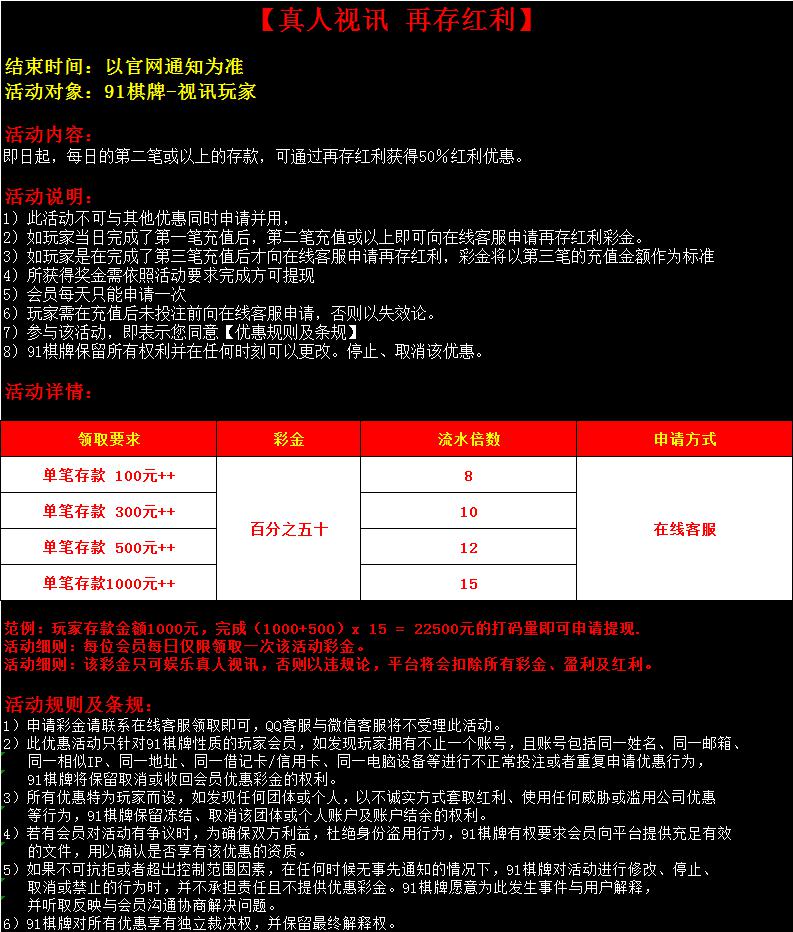 【真人视讯 再存红利】
结束时间：以官网通知为准
活动对象：91棋牌-视讯玩家
活动内容：
即日起，每日的第二笔或以上的存款，可通过再存红利获得50％红利优惠。
活动说明：
1）此活动不可与其他优惠同时申请并用，
2）如玩家当日完成了第一笔充值后，第二笔充值或以上即可向在线客服申请再存红利彩金。
3）如玩家是在完成了第三笔充值后才向在线客服申请再存红利，彩金将以第三笔的充值金额作为标准
4）所获得奖金需依照活动要求完成方可提现
5）会员每天只能申请一次
6）玩家需在充值后未投注前向在线客服申请，否则以失效论。
7）参与该活动，即表示您同意【优惠规则及条规】
8）91棋牌保留所有权利并在任何时刻可以更改。停止、取消该优惠。
活动详情：
领取要求 彩金 流水倍数 申请方式
单笔存款 100元++ 8
单笔存款 300元++ 10
百分之五十 在线客服
单笔存款 500元++ 12
单笔存款1000元++ 15
范例：玩家存款金额1000元，完成（1000+500）x 15 = 22500元的打码量即可申请提现.
活动细则：每位会员每日仅限领取一次该活动彩金。
活动细则：该彩金只可娱乐真人视讯，否则以违规论，平台将会扣除所有彩金、盈利及红利。
活动规则及条规：
1）申请彩金请联系在线客服领取即可，QQ客服与微信客服将不受理此活动。
2）此优惠活动只针对91棋牌性质的玩家会员，如发现玩家拥有不止一个账号，且账号包括同一姓名、同一邮箱、
同一相似IP、同一地址、同一借记卡/信用卡、同一电脑设备等进行不正常投注或者重复申请优惠行为，
91棋牌将保留取消或收回会员优惠彩金的权利。
3）所有优惠特为玩家而设，如发现任何团体或个人，以不诚实方式套取红利、使用任何威胁或滥用公司优惠
等行为，91棋牌保留冻结、取消该团体或个人账户及账户结余的权利。
4）若有会员对活动有争议时，为确保双方利益，杜绝身份盗用行为，91棋牌有权要求会员向平台提供充足有效
的文件，用以确认是否享有该优惠的资质。
5）如果不可抗拒或者超出控制范围因素，在任何时候无事先通知的情况下，91棋牌对活动进行修改、停止、
取消或禁止的行为时，并不承担责任且不提供优惠彩金。91棋牌愿意为此发生事件与用户解释，
并听取反映与会员沟通协商解决问题。
6）91棋牌对所有优惠享有独立裁决权，并保留最终解释权。